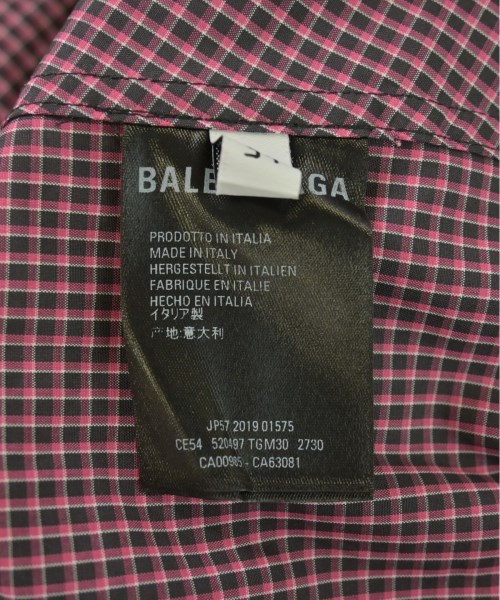 BALE GA
PRODOTTO IN ITALIA
MADE IN ITALY
HERGESTELLT IN ITALIEN
FABRIQUE EN ITALIE
HECHO EN ITALIA
イタリア製
产地:意大利
JP57 2019 01575
CE54 520497 TGM30 2730
CA00905 - CA63081